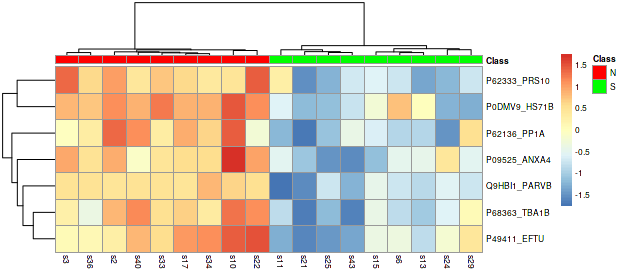 Class
P62333_PRS10
P0DMV9_HS71B
P62136_PP1A
P09525_ANXA4
Q9HBI1_PARVB
P68363_TBA1B
P49411_EFTU
s3 s36 s2 s40 s33 s17 s34 s10 s22 s11 s21 s25 s43 s15 s6 s13 s24 s29
1.5
1
0.5
0
-0.5
-1
-1.5
Class
N
S